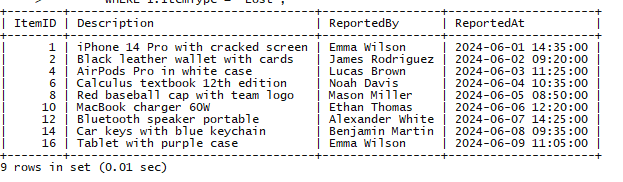 -> WHERE i.ItemType = 'Lost';
+--------+--------------------------------+------------------+---------------------+
| ItemID | Description | ReportedBy | ReportedAt |
+--------+--------------------------------+------------------+---------------------+
| 1 | iPhone 14 Pro with cracked screen | Emma Wilson | 2024-06-01 14:35:00 |
| 2 | Black leather wallet with cards | James Rodriguez | 2024-06-02 09:20:00 |
| 4 | AirPods Pro in white case | Lucas Brown | 2024-06-03 11:25:00 |
| 6 | Calculus textbook 12th edition | Noah Davis | 2024-06-04 10:35:00 |
| 8 | Red baseball cap with team logo | Mason Miller | 2024-06-05 08:50:00 |
| 10 | MacBook charger 60W | Ethan Thomas | 2024-06-06 12:20:00 |
| 12 | Bluetooth speaker portable | Alexander White | 2024-06-07 14:25:00 |
| 14 | Car keys with blue keychain | Benjamin Martin | 2024-06-08 09:35:00 |
| 16 | Tablet with purple case | Emma Wilson | 2024-06-09 11:05:00 |
+--------+--------------------------------+------------------+---------------------+
9 rows in set (0.01 sec)